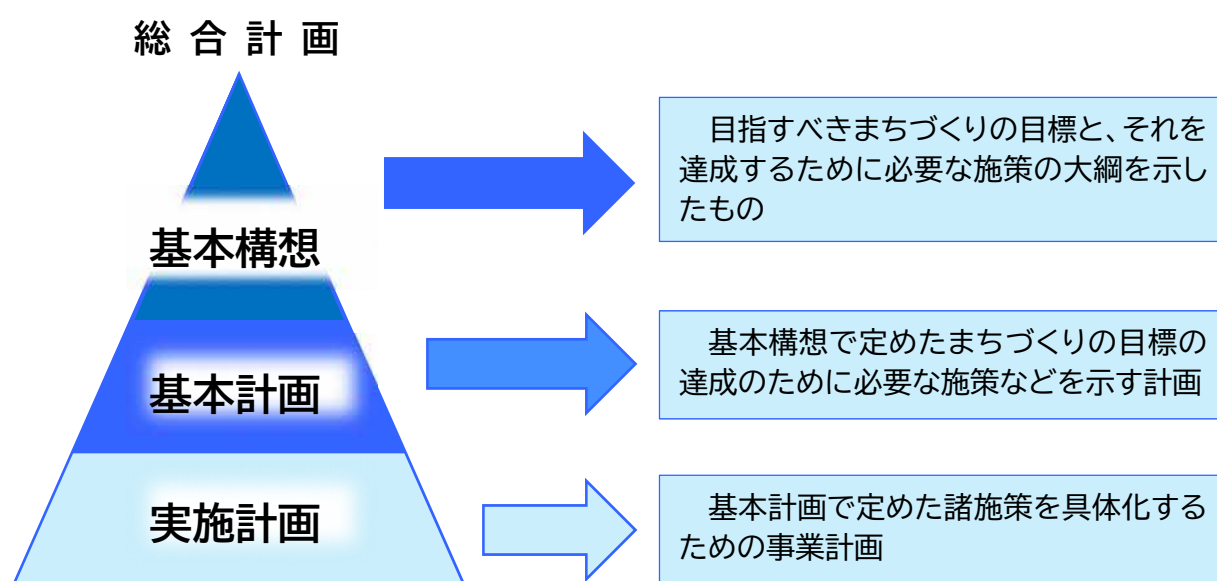 総合計画
基本構想
目指すべきまちづくりの目標と、それを
達成するために必要な施策の大綱を示し
たもの
基本計画
基本構想で定めたまちづくりの目標の
達成のために必要な施策などを示す計画
実施計画
基本計画で定めた諸施策を具体化する
ための事業計画